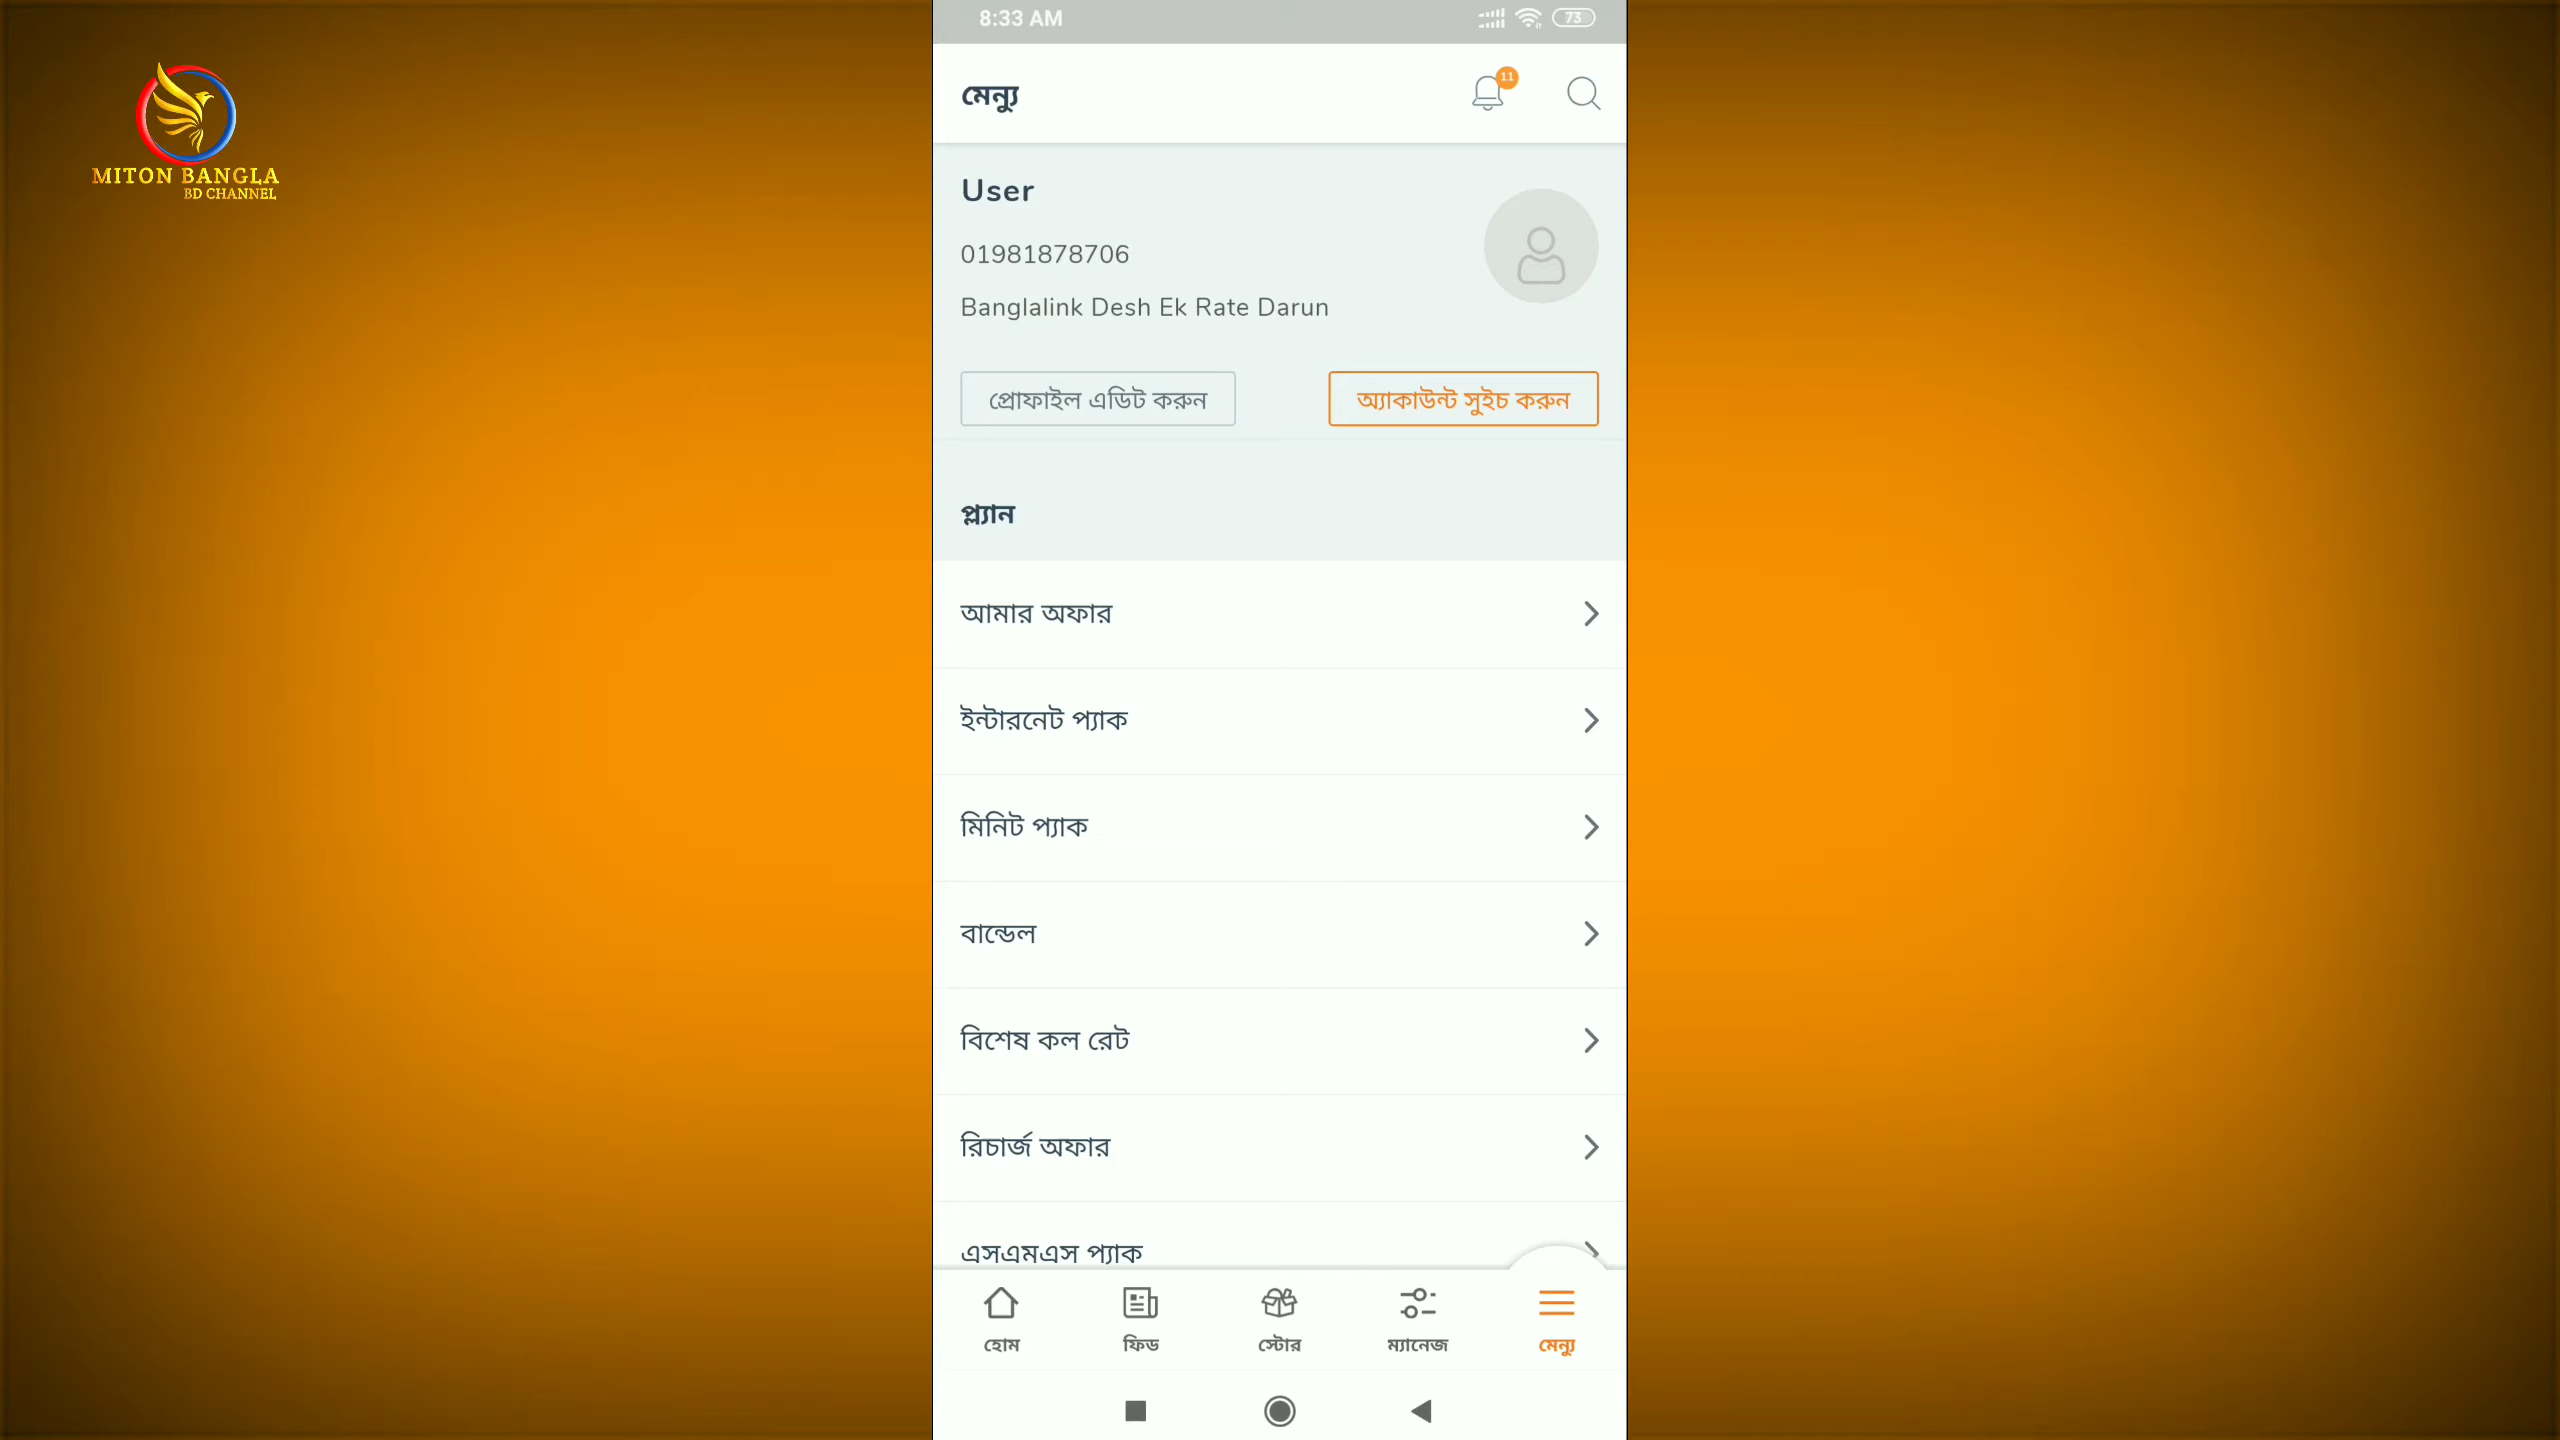 MITON BANGLA
BD CHANNEL
8:33 AM
73
মেন্যু
11
User
01981878706
Banglalink Desh Ek Rate Darun
প্রোফাইল এডিট করুন
অ্যাকাউন্ট সুইচ করুন
প্ল্যান
আমার অফার
ইন্টারনেট প্যাক
মিনিট প্যাক
বান্ডেল
বিশেষ কল রেট
রিচার্জ অফার
এসএমএস প্যাক
হোম
ফিড
স্টোর
ম্যানেজ
মেন্যু